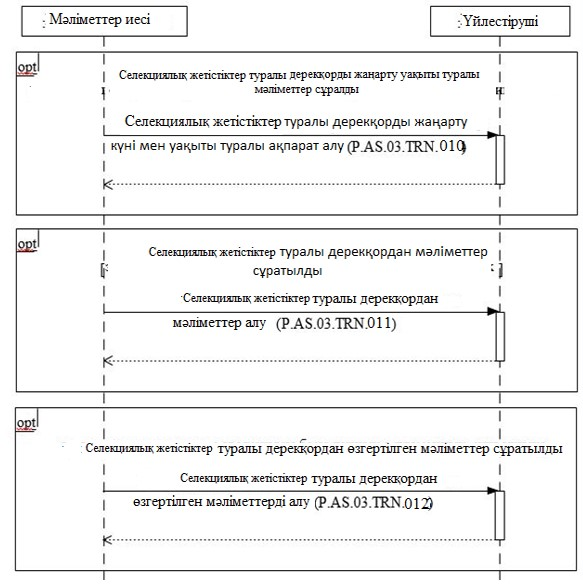 Мәліметтер иесі
Үйлестіруші
opt
Селекциялық жетістіктер туралы дерекқорды жаңарту уақыты туралы
мәліметтер сұралды
Селекциялық жетістіктер туралы дерекқорды жаңарту
күні мен уақыты туралы ақпарат алу (P.AS.03.TRN.010)
opt
Селекциялық жетістіктер туралы дерекқордан мәліметтер
сұратылды
Селекциялық жетістіктер туралы дерекқордан
мәліметтер алу (P.AS.03.TRN.011)
opt
Селекциялық жетістіктер туралы дерекқордан өзгертілген мәліметтер сұратылды
Селекциялық жетістіктер туралы дерекқордан
өзгертілген мәліметтерді алу (P.AS.03.TRN.012)